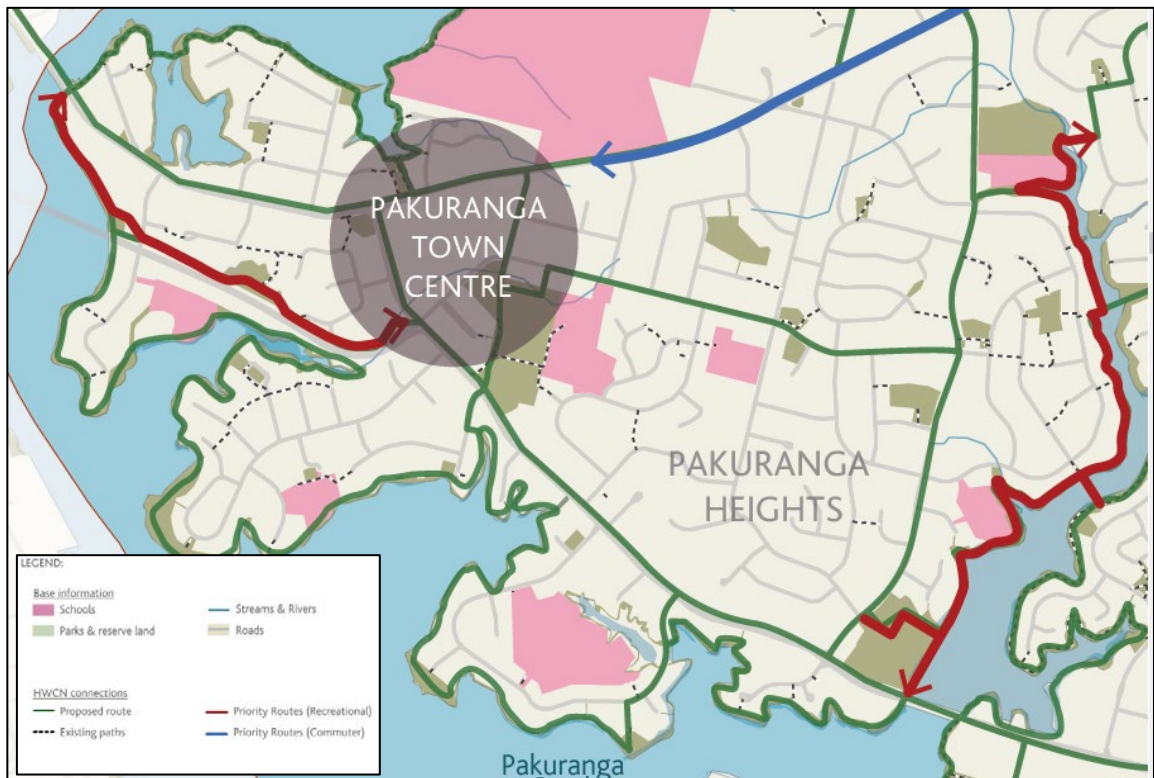 PAKURANGA
TOWN
CENTRE
PAKURANGA
HEIGHTS
LEGEND:
Base information
Schools
Streams & Rivers
Parks & reserve land
Roads
HWCN connections
Proposed route
Priority Routes (Recreational)
Existing paths
Priority Routes (Commuter)
Pakuranga